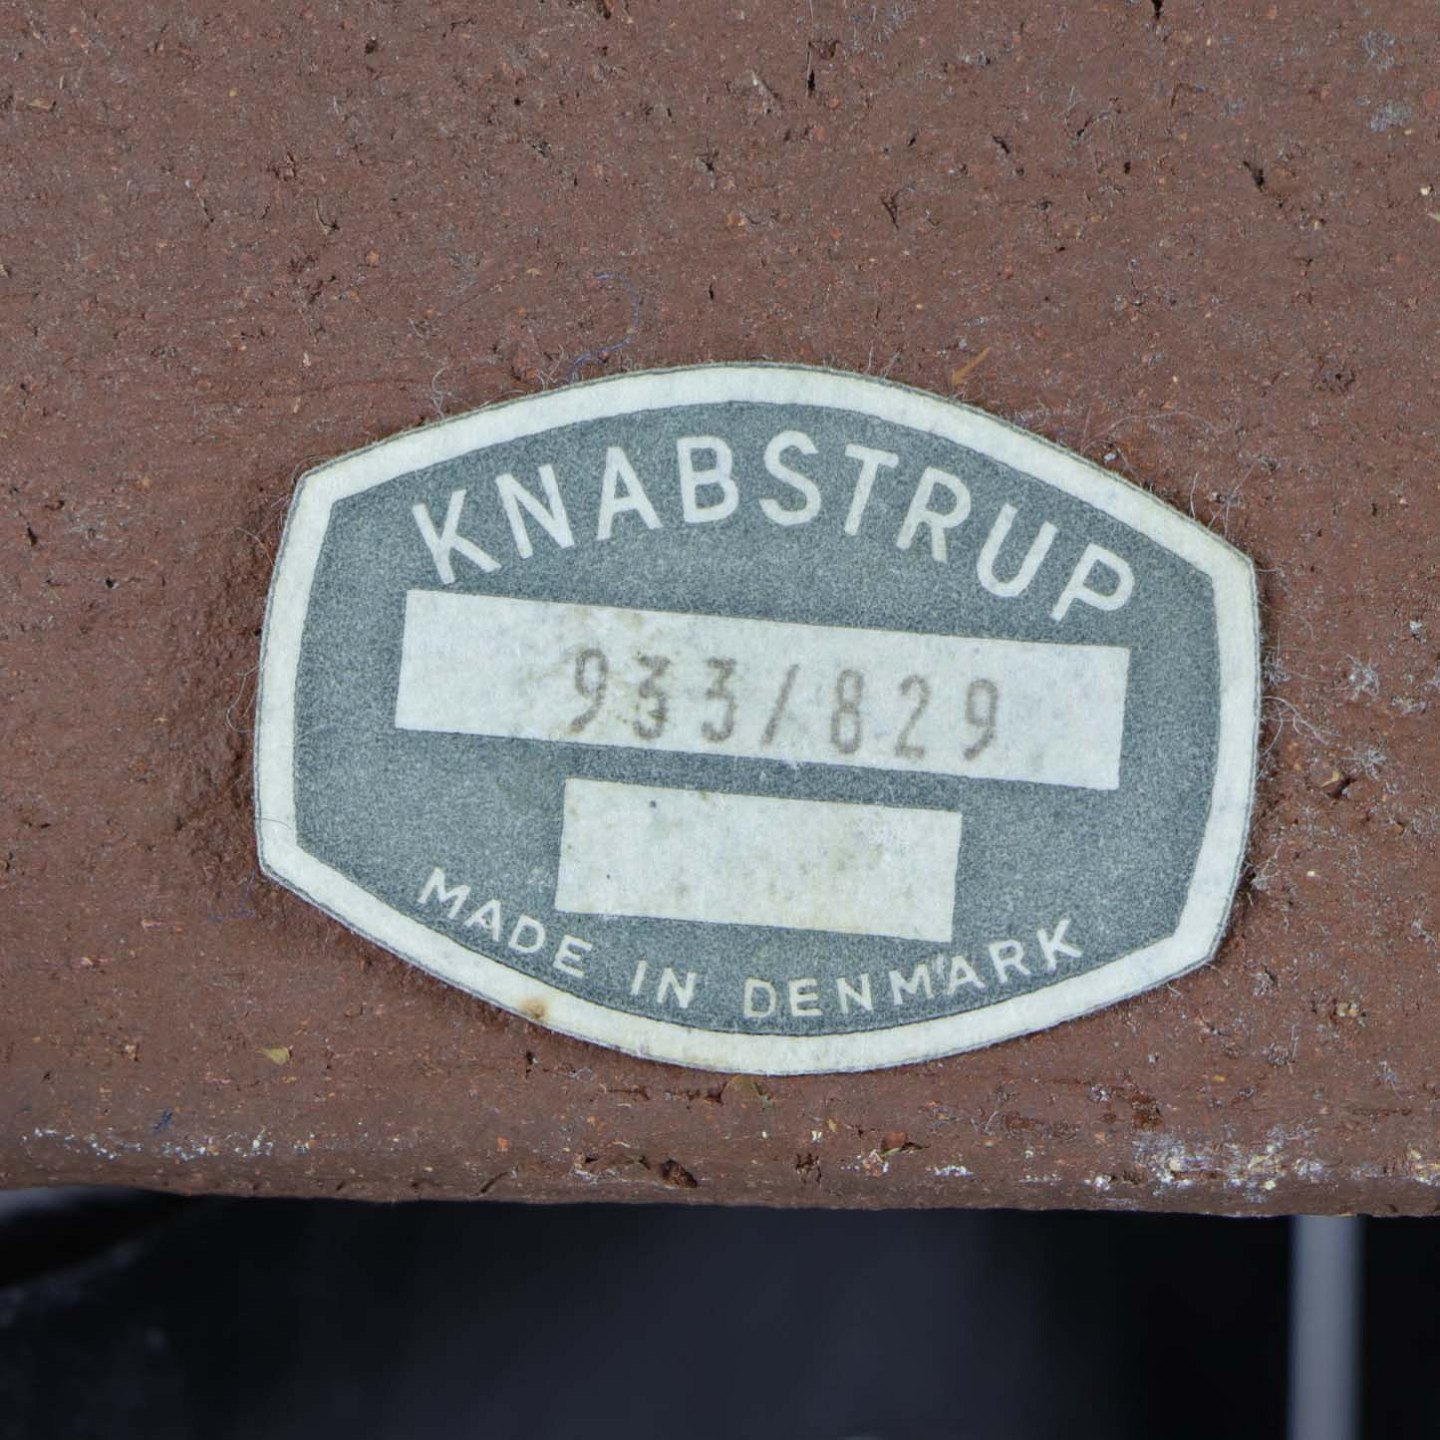 KNABSTRUP
933/829
MADE IN DENMARK